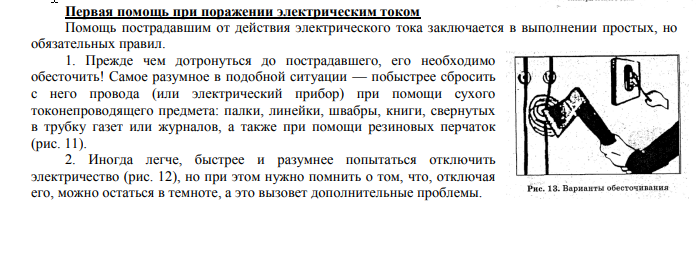 Первая помощь при поражении электрическим током
Помощь пострадавшим от действия электрического тока заключается в выполнении простых, но
обязательных правил.
1. Прежде чем дотронуться до пострадавшего, его необходимо
обесточить! Самое разумное в подобной ситуации — побыстрее сбросить
с него провода (или электрический прибор) при помощи сухого
токонепроводящего предмета: палки, линейки, швабры, книги, свернутых
в трубку газет или журналов, а также при помощи резиновых перчаток
(рис. 11).
2. Иногда легче, быстрее и разумнее попытаться отключить
электричество (рис. 12), но при этом нужно помнить о том, что, отключая
его, можно остаться в темноте, а это вызовет дополнительные проблемы.
Рис. 13. Варианты обесточивания